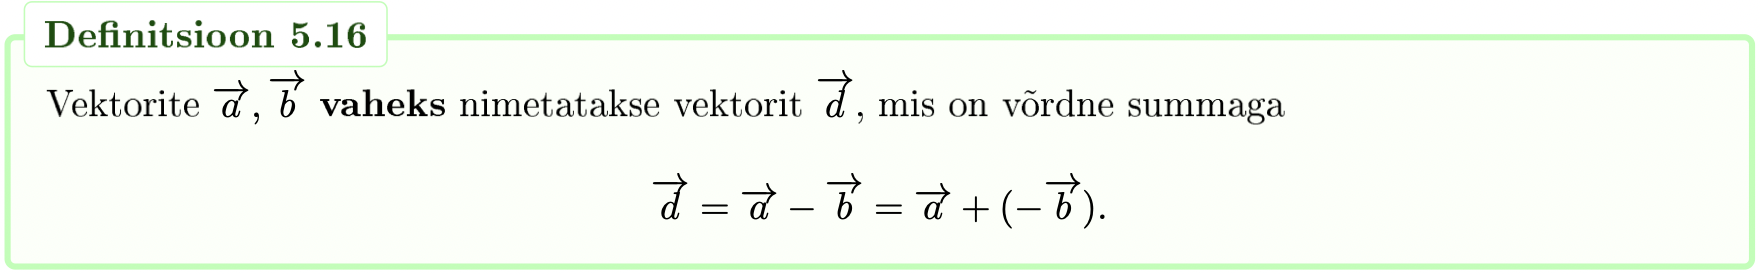 Definitsioon 5.16
Vektorite \(\overrightarrow{a}, \overrightarrow{b}\) vaheks nimetatakse vektorit \(\overrightarrow{d}\), mis on võrdne summaga
\(\overrightarrow{d} = \overrightarrow{a} - \overrightarrow{b} = \overrightarrow{a} + (-\overrightarrow{b}).\)